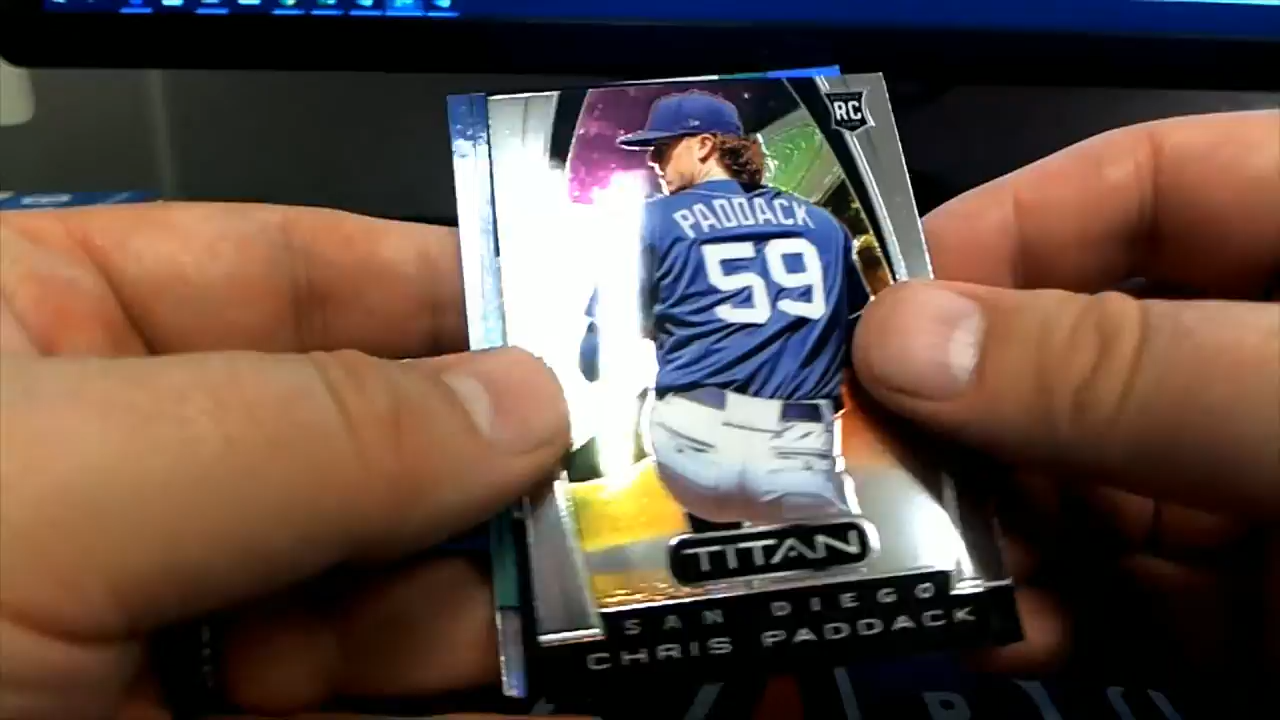 RC
PADDACK
59
TITAN
SAN DIEGO
CHRIS PADDACK